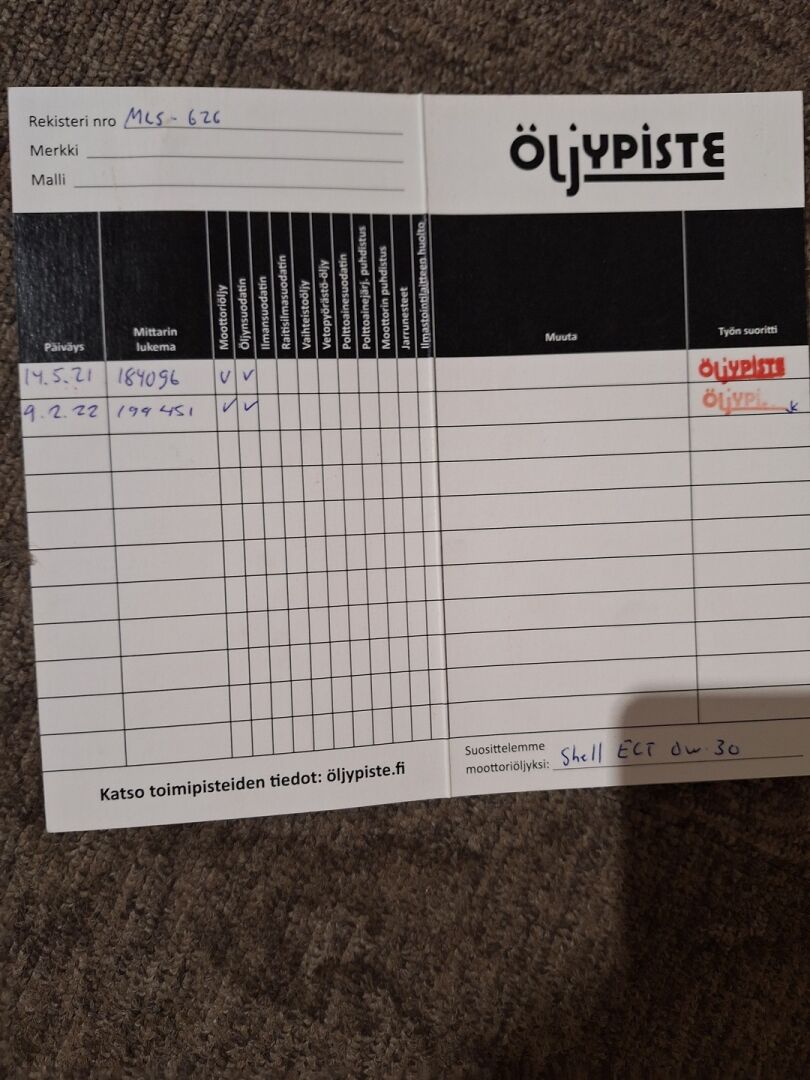 Rekisteri nro MLS-626
Merkki
Malli
ÖLJYPISTE
Päiväys
Mittarin
lukema
Moottoriöljy
Öljynsuodatin
Ilmansuodatin
Raitisilmasuodatin
Vaihteistoöljy
Vetopyörästö-öljy
Polttoainesuodatin
Polttoainejärj. puhdistus
Moottorin puhdistus
Jarrunesteet
Ilmastointilaitteen huolto
Muuta
Työn suoritti
14.5.21 184096 v v ÖLJYPISTE
9.2.22 199451 v v
Katso toimipisteiden tiedot: öljypiste.fi
Suosittelemme
moottoriöljyksi: Shell ECT 0w-30